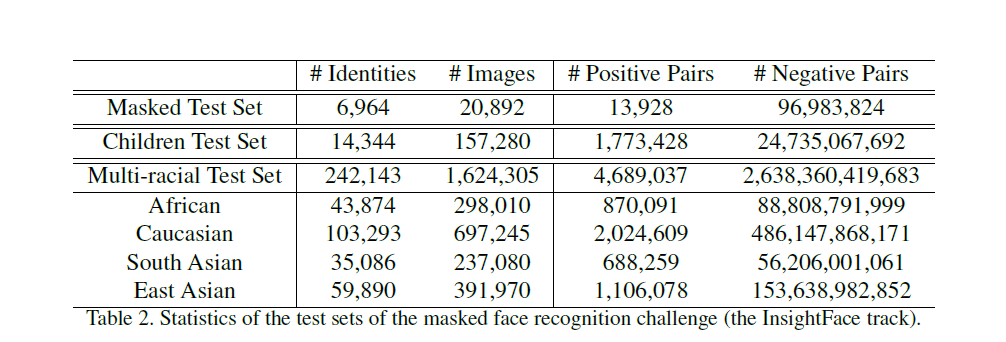 # Identities # Images # Positive Pairs # Negative Pairs
Masked Test Set 6,964 20,892 13,928 96,983,824
Children Test Set 14,344 157,280 1,773,428 24,735,067,692
Multi-racial Test Set 242,143 1,624,305 4,689,037 2,638,360,419,683
African 43,874 298,010 870,091 88,808,791,999
Caucasian 103,293 697,245 2,024,609 486,147,868,171
South Asian 35,086 237,080 688,259 56,206,001,061
East Asian 59,890 391,970 1,106,078 153,638,982,852
Table 2. Statistics of the test sets of the masked face recognition challenge (the InsightFace track).